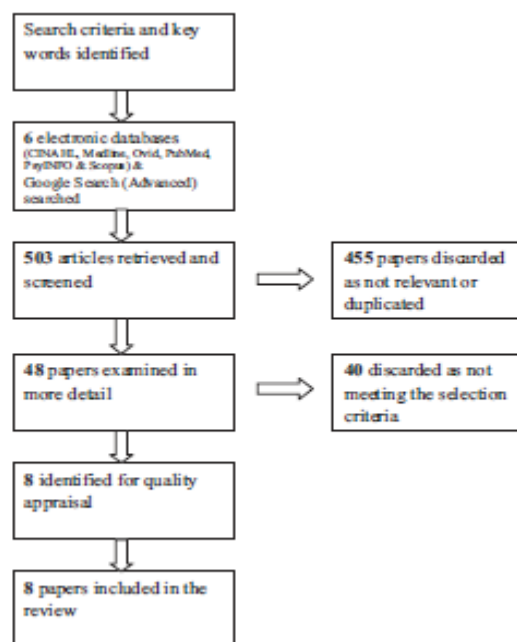 Search criteria and key
words identified
6 electronic databases
(CINAHL, Medline, Ovid, PubMed,
PsyINFO & Scopus) &
Google Search (Advanced)
searched
503 articles retrieved and
screened
455 papers discarded
as not relevant or
duplicated
48 papers examined in
more detail
40 discarded as not
meeting the selection
criteria
8 identified for quality
appraisal
8 papers included in the
review